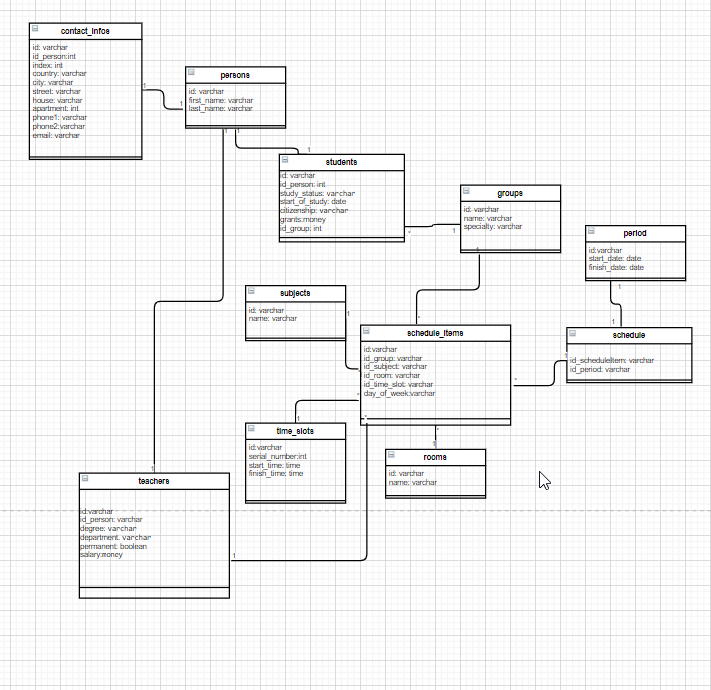 contact_infos
id: varchar
id_person:int
index: int
country: varchar
city: varchar
street: varchar
house: varchar
apartment: int
phone1: varchar
phone2:varchar
email: varchar
1
1
persons
id: varchar
first_name: varchar
last_name: varchar
1
1
1
students
id: varchar
id_person: int
study_status: varchar
start_of_study: date
citizenship: varchar
grants:money
id_group: int
*
1
groups
id: varchar
name: varchar
specialty: varchar
1
period
id:varchar
start_date: date
finish_date: date
1
1
subjects
id: varchar
name: varchar
1
*
schedule_items
id:varchar
id_group: varchar
id_subject: varchar
id_room: varchar
id_time_slot: varchar
day_of_week:varchar
*
*
*
*
schedule
id_scheduleItem: varchar
id_period: varchar
1
time_slots
id:varchar
serial_number:int
start_time: time
finish_time: time
1
rooms
id: varchar
name: varchar
1
teachers
id:varchar
id_person: varchar
degree: varchar
department: varchar
permanent: boolean
salary:money
1
1